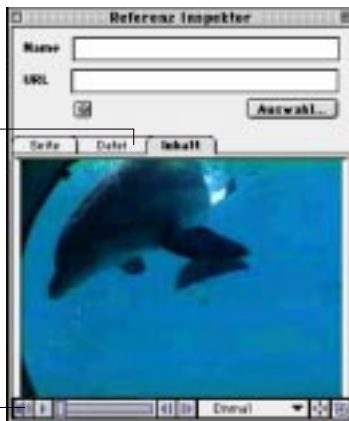 Referenz Inspektor
Name
URL
Auswahl...
Seite Datei Inhalt
Einmal